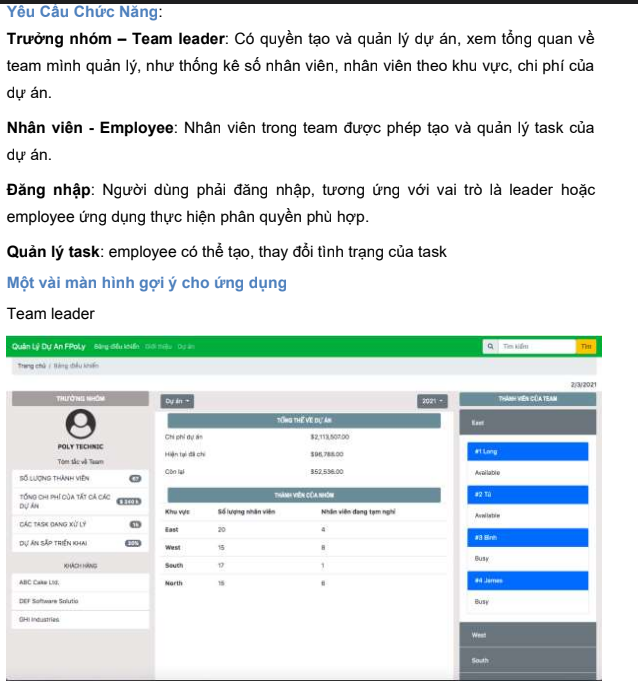 Yêu Cầu Chức Năng:
Trưởng nhóm – Team leader: Có quyền tạo và quản lý dự án, xem tổng quan về
team mình quản lý, như thống kê số nhân viên, nhân viên theo khu vực, chi phí của
dự án.
Nhân viên - Employee: Nhân viên trong team được phép tạo và quản lý task của
dự án.
Đăng nhập: Người dùng phải đăng nhập, tương ứng với vai trò là leader hoặc
employee ứng dụng thực hiện phân quyền phù hợp.
Quản lý task: employee có thể tạo, thay đổi tình trạng của task
Một vài màn hình gợi ý cho ứng dụng
Team leader
Quản Lý Dự Án FPoLy Bảng điều khiển Giới thiệu Dự án Tìm kiếm Tìm
Trang chủ / Bảng điều khiển
2/3/2021
TRƯỞNG NHÓM
POLY TECHNIC
Tóm tắc về Team
SỐ LƯỢNG THÀNH VIÊN 67
TỔNG CHI PHÍ CỦA TẤT CẢ CÁC
DỰ ÁN
CÁC TASK ĐANG XỬ LÝ
DỰ ÁN SẮP TRIỂN KHAI
KHÁCH HÀNG
ABC Cake Ltd.
DEF Software Solutio
GHI Industries
Dự án 2021
TỔNG THỂ VỀ DỰ ÁN
Chi phí dự án $2,113,507.00
Hiện tại đã chi
Còn lại $52,536.00
THÀNH VIÊN CỦA NHÓM
Khu vực Số lượng nhân viên Nhân viên đang tạm nghỉ
East 20 4
West 15 8
South 17 1
North
THÀNH VIÊN CỦA TEAM
East
#1 Long
Available
#2 Tú
Available
#3 Bình
Busy
#4 James
Busy
West
South